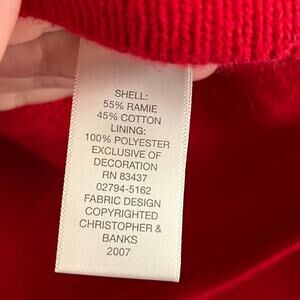 SHELL:
55% RAMIE
45% COTTON
LINING:
100% POLYESTER
EXCLUSIVE OF
DECORATION
RN 83437
02794-5162
FABRIC DESIGN
COPYRIGHTED
CHRISTOPHER &
BANKS
2007